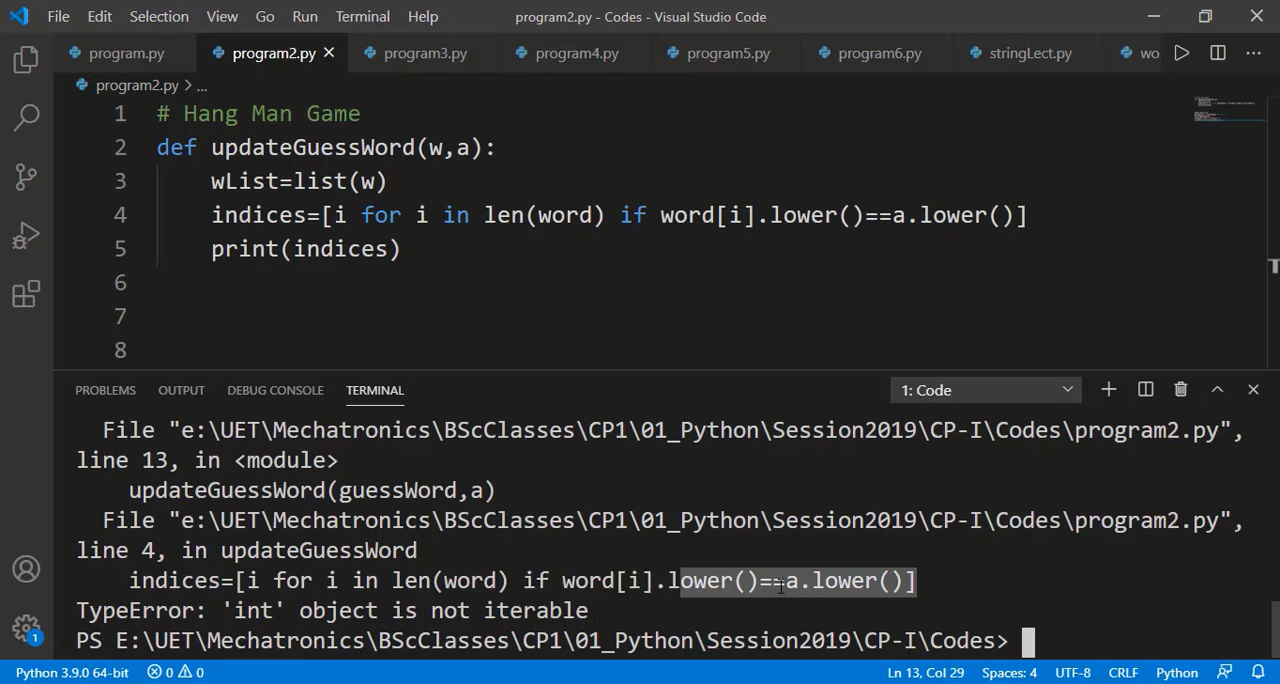 File Edit Selection View Go Run Terminal Help program2.py - Codes - Visual Studio Code
program.py program2.py program3.py program4.py program5.py program6.py stringLect.py wo
program2.py > ...
1 # Hang Man Game
2 def updateGuessWord(w,a):
3 wList=list(w)
4 indices=[i for i in len(word) if word[i].lower()==a.lower()]
5 print(indices)
6
7
8
PROBLEMS OUTPUT DEBUG CONSOLE TERMINAL 1: Code
File "e:\UET\Mechatronics\BScClasses\CP1\01_Python\Session2019\CP-I\Codes\program2.py",
line 13, in <module>
updateGuessWord(guessWord,a)
File "e:\UET\Mechatronics\BScClasses\CP1\01_Python\Session2019\CP-I\Codes\program2.py",
line 4, in updateGuessWord
indices=[i for i in len(word) if word[i].lower()==a.lower()]
TypeError: 'int' object is not iterable
PS E:\UET\Mechatronics\BScClasses\CP1\01_Python\Session2019\CP-I\Codes>
1
Python 3.9.0 64-bit 0 0 Ln 13, Col 29 Spaces: 4 UTF-8 CRLF Python